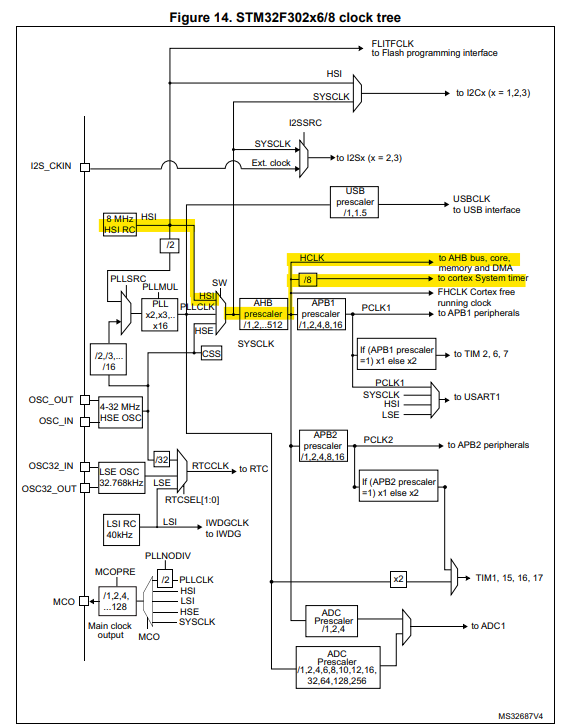 Figure 14. STM32F302x6/8 clock tree
FLITFCLK
to Flash programming interface
HSI
SYSCLK
to I2Cx (x = 1,2,3)
I2SSRC
SYSCLK
Ext. clock
to I2Sx (x = 2,3)
I2S_CKIN
USB
prescaler
/1,1.5
USBCLK
to USB interface
8 MHz
HSI RC
HSI
/2
HCLK
to AHB bus, core,
memory and DMA
/8
to cortex System timer
FHCLK Cortex free
running clock
PLLSRC
PLLMUL
PLL
x2,x3,..
x16
SW
HSI
PLLCLK
HSE
AHB
prescaler
/1,2,..512
SYSCLK
APB1
prescaler
/1,2,4,8,16
PCLK1
to APB1 peripherals
/2,/3,...
/16
CSS
If (APB1 prescaler
=1) x1 else x2
to TIM 2, 6, 7
PCLK1
SYSCLK
HSI
LSE
to USART1
OSC_OUT
OSC_IN
4-32 MHz
HSE OSC
APB2
prescaler
/1,2,4,8,16
PCLK2
to APB2 peripherals
OSC32_IN
OSC32_OUT
LSE OSC
32.768kHz
/32
LSE
RTCCLK
to RTC
RTCSEL[1:0]
If (APB2 prescaler
=1) x1 else x2
LSI RC
40kHz
LSI
IWDGCLK
to IWDG
PLLNODIV
MCOPRE
/2
PLLCLK
HSI
LSI
HSE
SYSCLK
MCO
/1,2,4,
...128
Main clock
output
MCO
x2
TIM1, 15, 16, 17
ADC
Prescaler
/1,2,4
to ADC1
ADC
Prescaler
/1,2,4,6,8,10,12,16,
32,64,128,256
MS32687V4